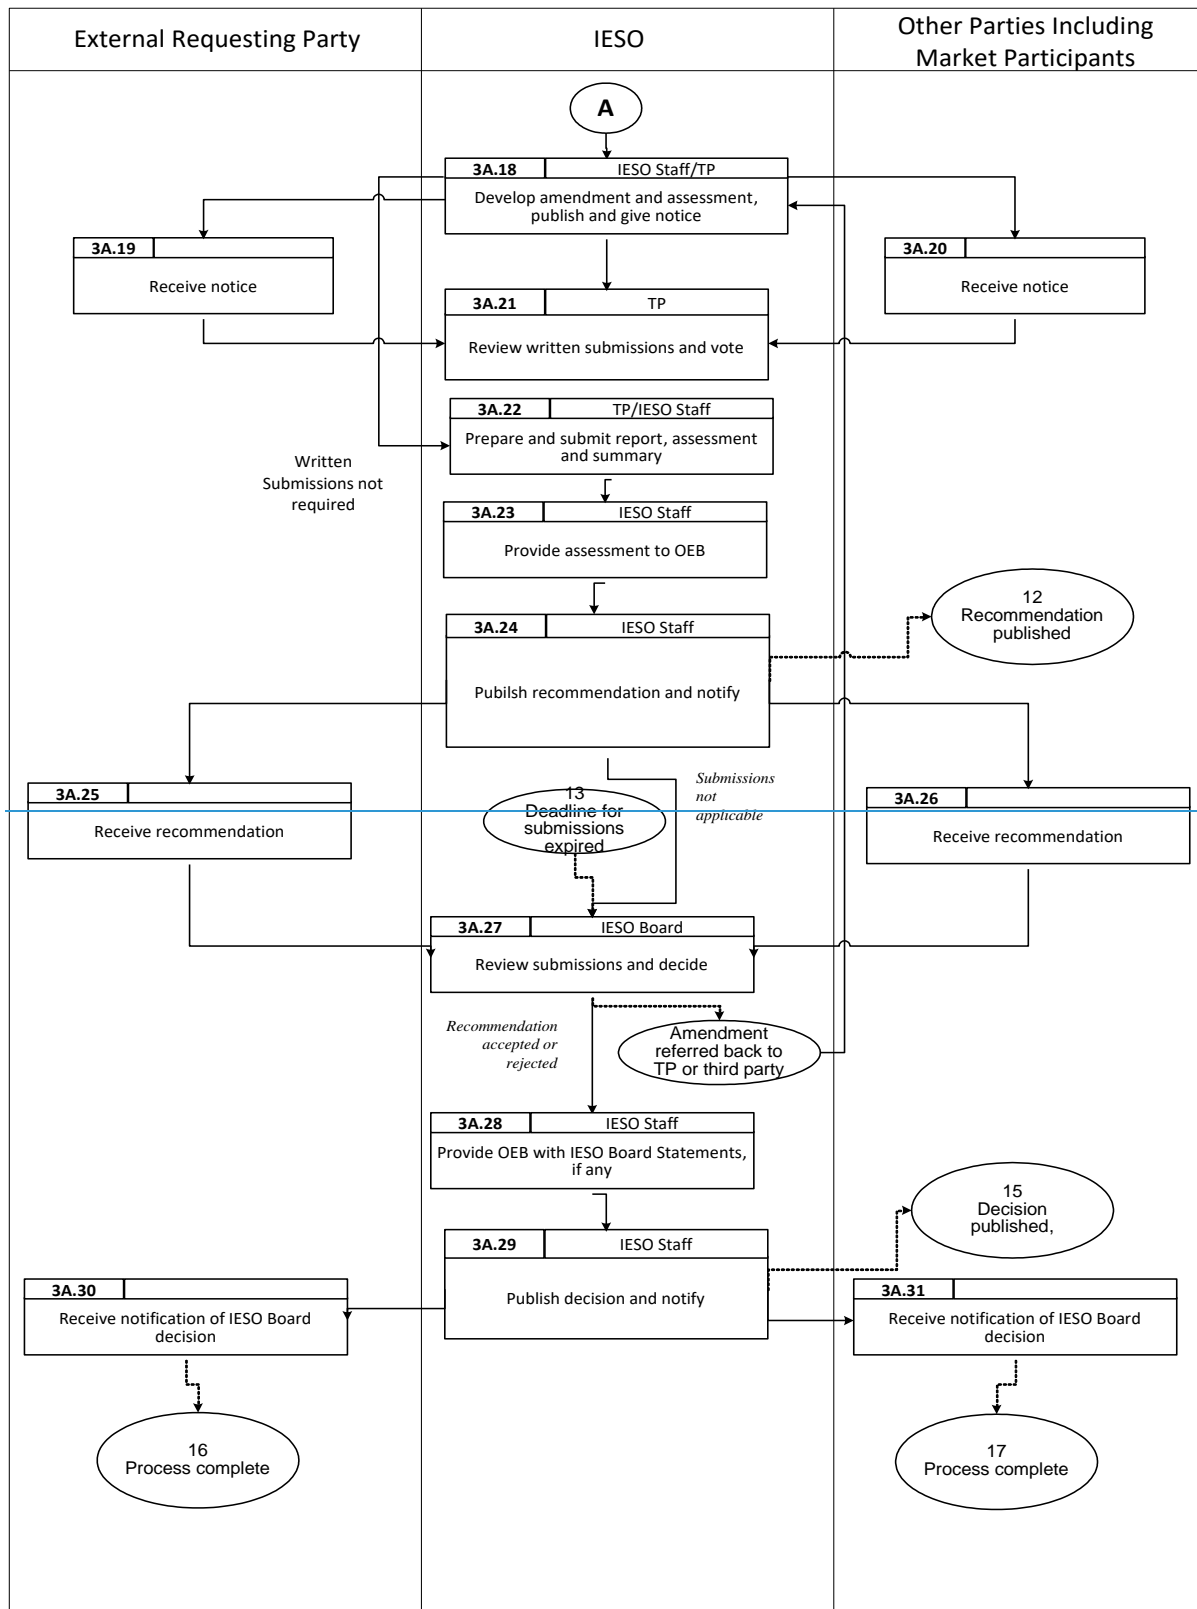 External Requesting Party
IESO
Other Parties Including
Market Participants
A
3A.18
IESO Staff/TP
Develop amendment and assessment,
publish and give notice
3A.19
Receive notice
3A.20
Receive notice
3A.21
TP
Review written submissions and vote
3A.22
TP/IESO Staff
Prepare and submit report, assessment
and summary
Written
Submissions not
required
3A.23
IESO Staff
Provide assessment to OEB
12
Recommendation
published
3A.24
IESO Staff
Pubilsh recommendation and notify
Submissions
not
applicable
3A.25
Receive recommendation
13
Deadline for
submissions
expired
3A.26
Receive recommendation
3A.27
IESO Board
Review submissions and decide
Recommendation
accepted or
rejected
Amendment
referred back to
TP or third party
3A.28
IESO Staff
Provide OEB with IESO Board Statements,
if any
15
Decision
published,
3A.29
IESO Staff
Publish decision and notify
3A.30
Receive notification of IESO Board
decision
3A.31
Receive notification of IESO Board
decision
16
Process complete
17
Process complete